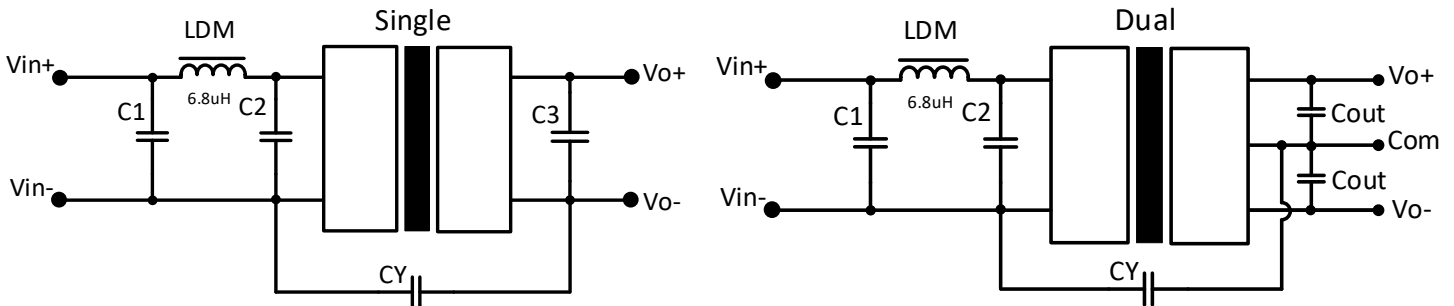 Single
LDM
Vin+
6.8uH
C1
C2
C3
Vo+
Vin-
Vo-
CY
Dual
LDM
Vin+
6.8uH
C1
C2
Vo+
Cout
Com
Cout
Vin-
Vo-
CY